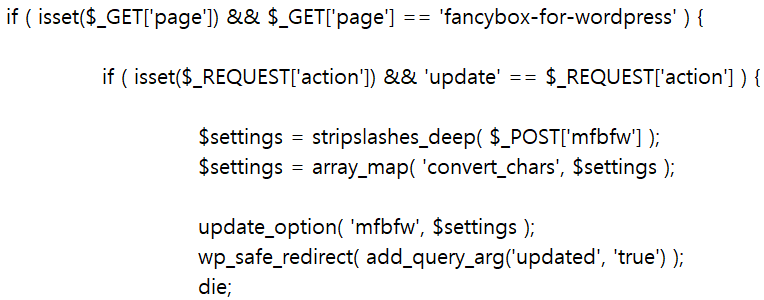 if ( isset($_GET['page']) && $_GET['page'] == 'fancybox-for-wordpress' ) {
if ( isset($_REQUEST['action']) && 'update' == $_REQUEST['action'] ) {
$settings = stripslashes_deep( $_POST['mfbfw'] );
$settings = array_map( 'convert_chars', $settings );
update_option( 'mfbfw', $settings );
wp_safe_redirect( add_query_arg('updated', 'true') );
die;